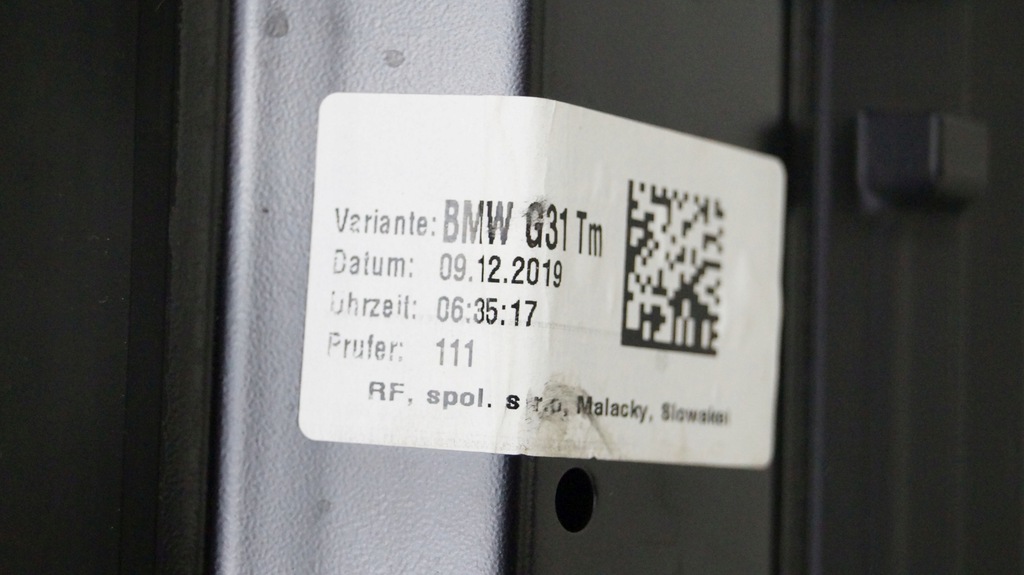 Variante: BMW G31 Tm
Datum: 09.12.2019
Uhrzeit: 06:35:17
Prufer: 111
RF, spol. s r.o, Malacky, Slowakei